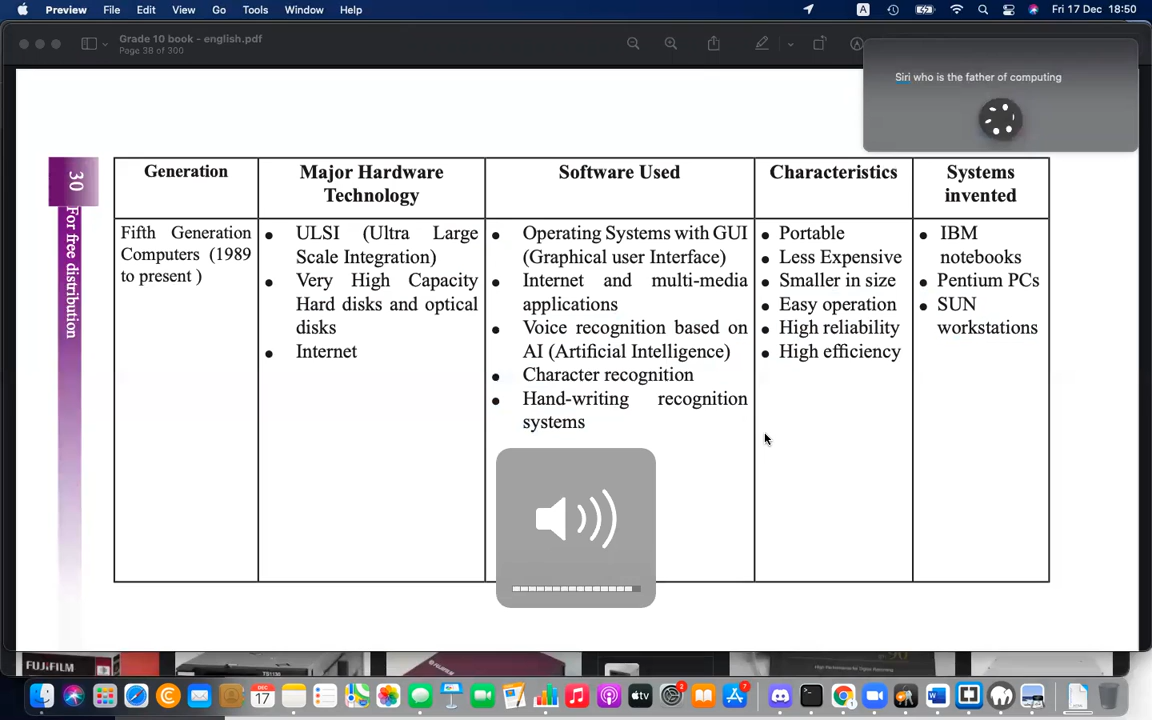 Preview File Edit View Go Tools Window Help
A
Fri 17 Dec 18:50
Grade 10 book - english.pdf
Page 38 of 300
Siri who is the father of computing
30
For free distribution
Generation
Major Hardware
Technology
Software Used
Characteristics
Systems
invented
Fifth Generation
Computers (1989
to present )
● ULSI (Ultra Large
Scale Integration)
● Very High Capacity
Hard disks and optical
disks
● Internet
● Operating Systems with GUI
(Graphical user Interface)
● Internet and multi-media
applications
● Voice recognition based on
AI (Artificial Intelligence)
● Character recognition
● Hand-writing recognition
systems
● Portable
● Less Expensive
● Smaller in size
● Easy operation
● High reliability
● High efficiency
● IBM
notebooks
● Pentium PCs
● SUN
workstations
FUJIFILM
DEC
17
tv
2
7